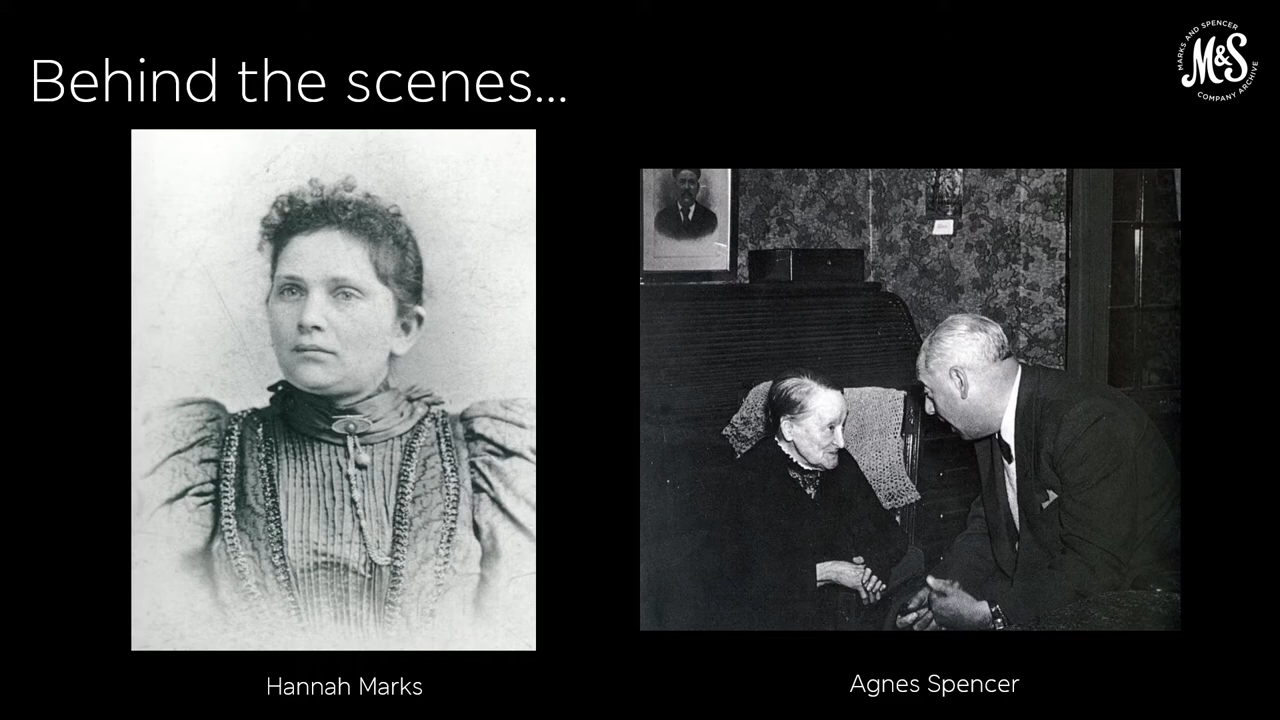 Behind the scenes...
MARKS AND SPENCER
M&S
COMPANY ARCHIVE
Hannah Marks
Agnes Spencer